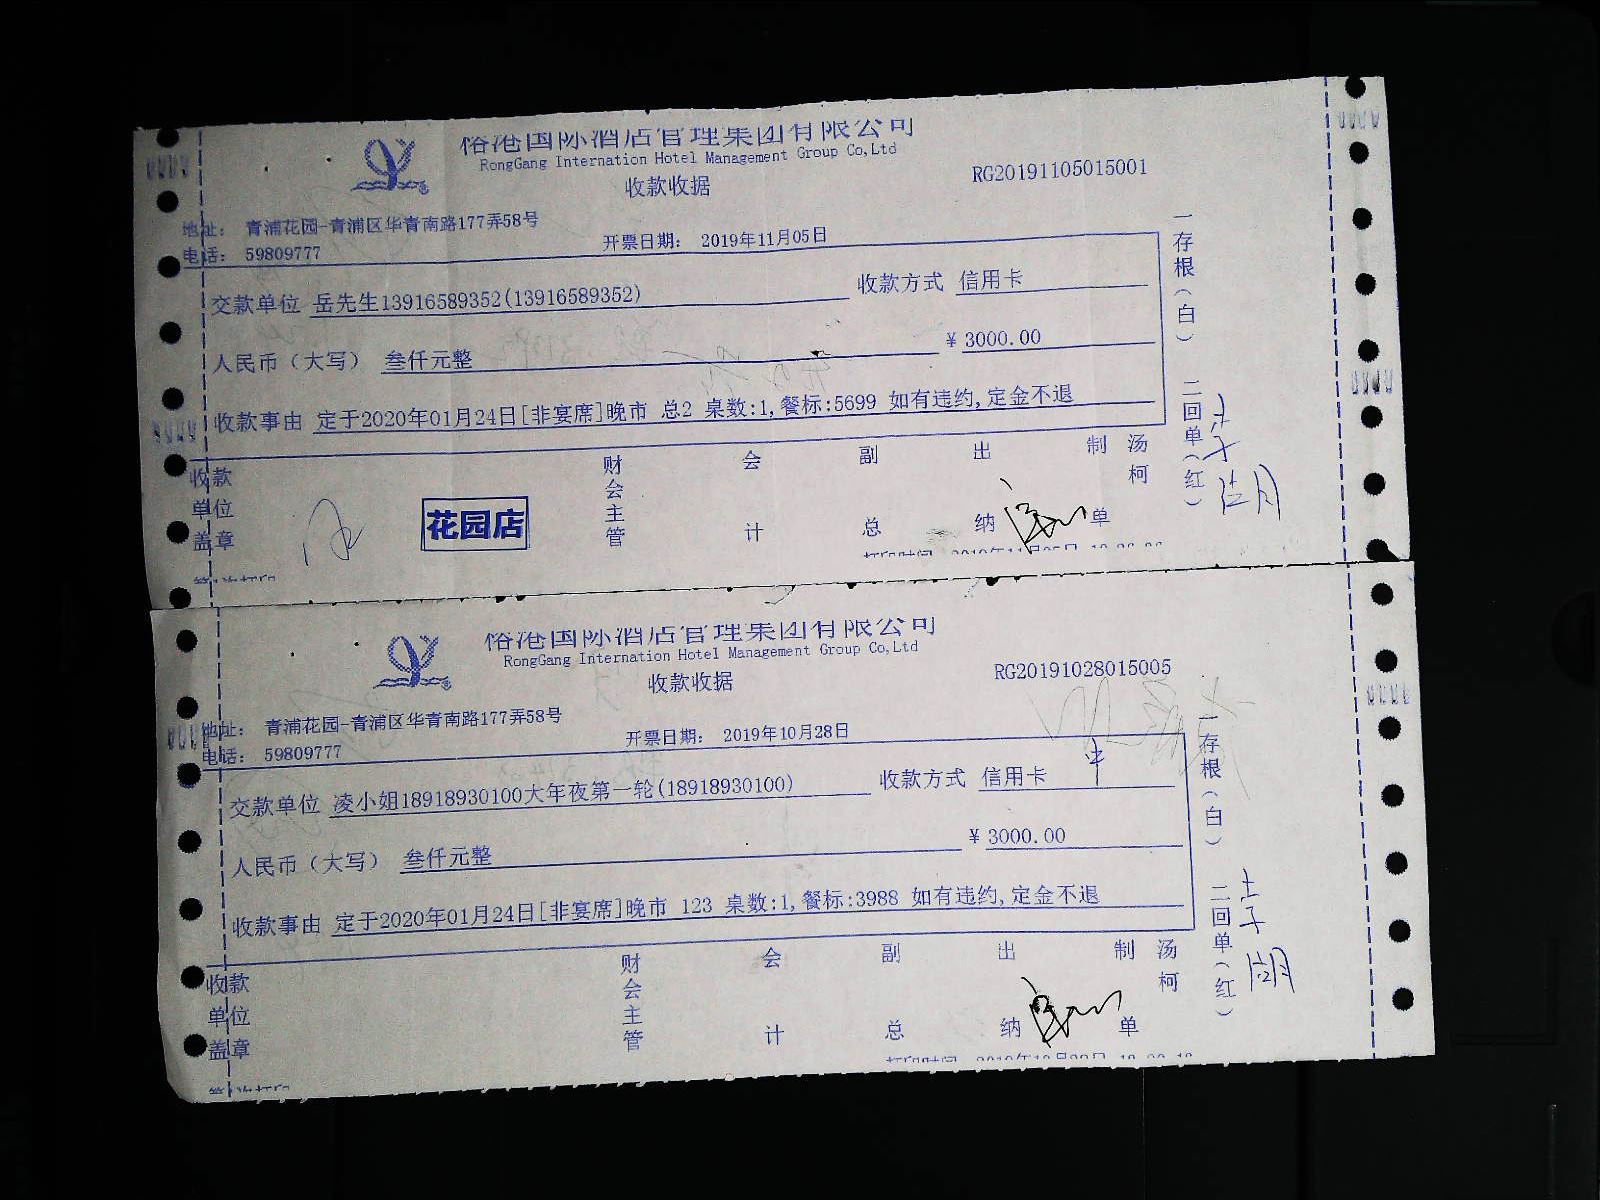 国际酒店管理集团有限公司
RongGang Internation Hotel Management Group Co,Ltd
收款收据
RG20191105015001
地址： 青浦花园-青浦区华青南路177弄58号
电话： 59809777
开票日期： 2019年11月05日
交款单位 岳先生13916589352(13916589352) 收款方式 信用卡
人民币（大写） 叁仟元整 ¥ 3000.00
收款事由 定于2020年01月24日[非宴席]晚市 总2 桌数:1,餐标:5699 如有违约,定金不退
一存根（白） 二回单（红）
收款单位盖章 花园店 财会主管 会计 副总 出纳 制单 汤柯
国际酒店管理集团有限公司
RongGang Internation Hotel Management Group Co,Ltd
收款收据
RG20191028015005
地址： 青浦花园-青浦区华青南路177弄58号
电话： 59809777
开票日期： 2019年10月28日
交款单位 凌小姐18918930100大年夜第一轮(18918930100) 收款方式 信用卡
人民币（大写） 叁仟元整 ¥ 3000.00
收款事由 定于2020年01月24日[非宴席]晚市 123 桌数:1,餐标:3988 如有违约,定金不退
一存根（白） 二回单（红）
收款单位盖章 财会主管 会计 副总 出纳 制单 汤柯